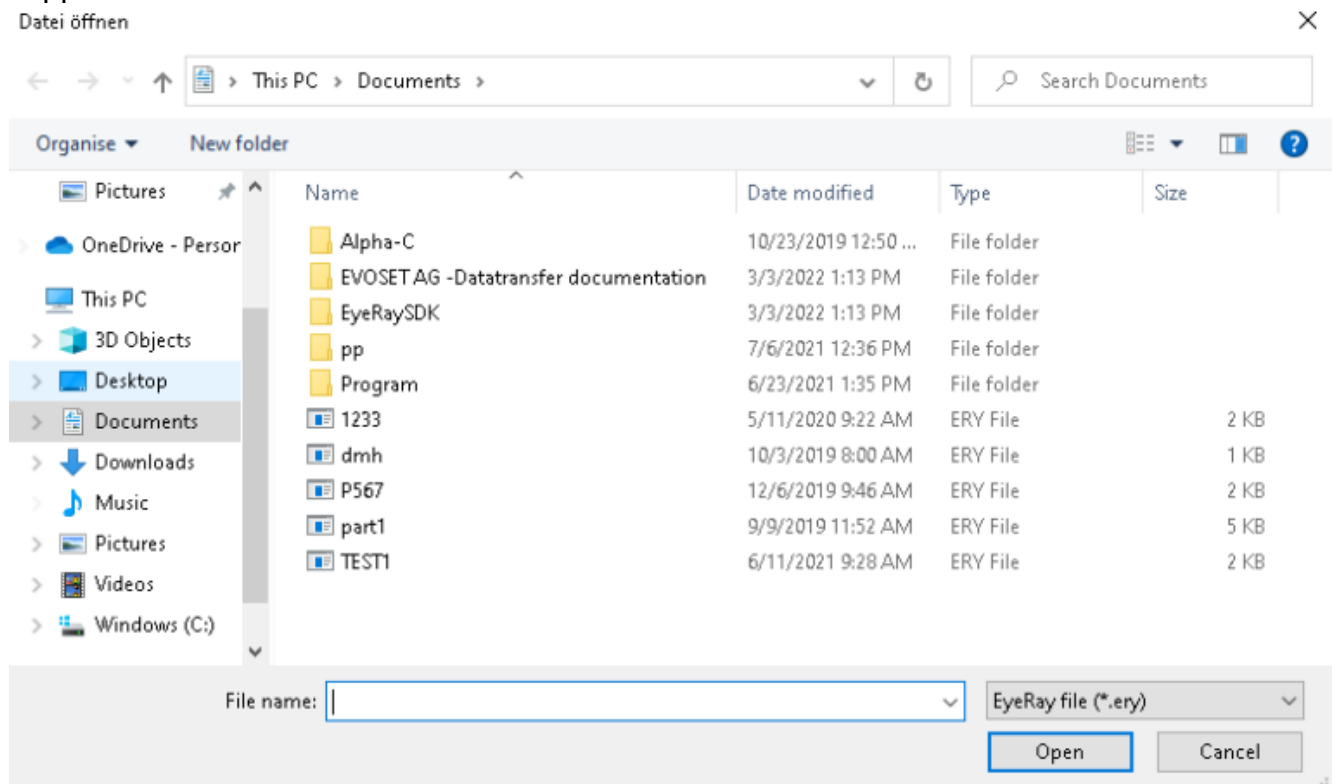 Datei öffnen
This PC > Documents >
Search Documents
Organise New folder
Name Date modified Type Size
Pictures
OneDrive - Persor
This PC
3D Objects
Desktop
Documents
Downloads
Music
Pictures
Videos
Windows (C:)
Alpha-C 10/23/2019 12:50 ... File folder
EVOSET AG -Datatransfer documentation 3/3/2022 1:13 PM File folder
EyeRaySDK 3/3/2022 1:13 PM File folder
pp 7/6/2021 12:36 PM File folder
Program 6/23/2021 1:35 PM File folder
1233 5/11/2020 9:22 AM ERY File 2 KB
dmh 10/3/2019 8:00 AM ERY File 1 KB
P567 12/6/2019 9:46 AM ERY File 2 KB
part1 9/9/2019 11:52 AM ERY File 5 KB
TEST1 6/11/2021 9:28 AM ERY File 2 KB
File name: EyeRay file (*.ery)
Open Cancel